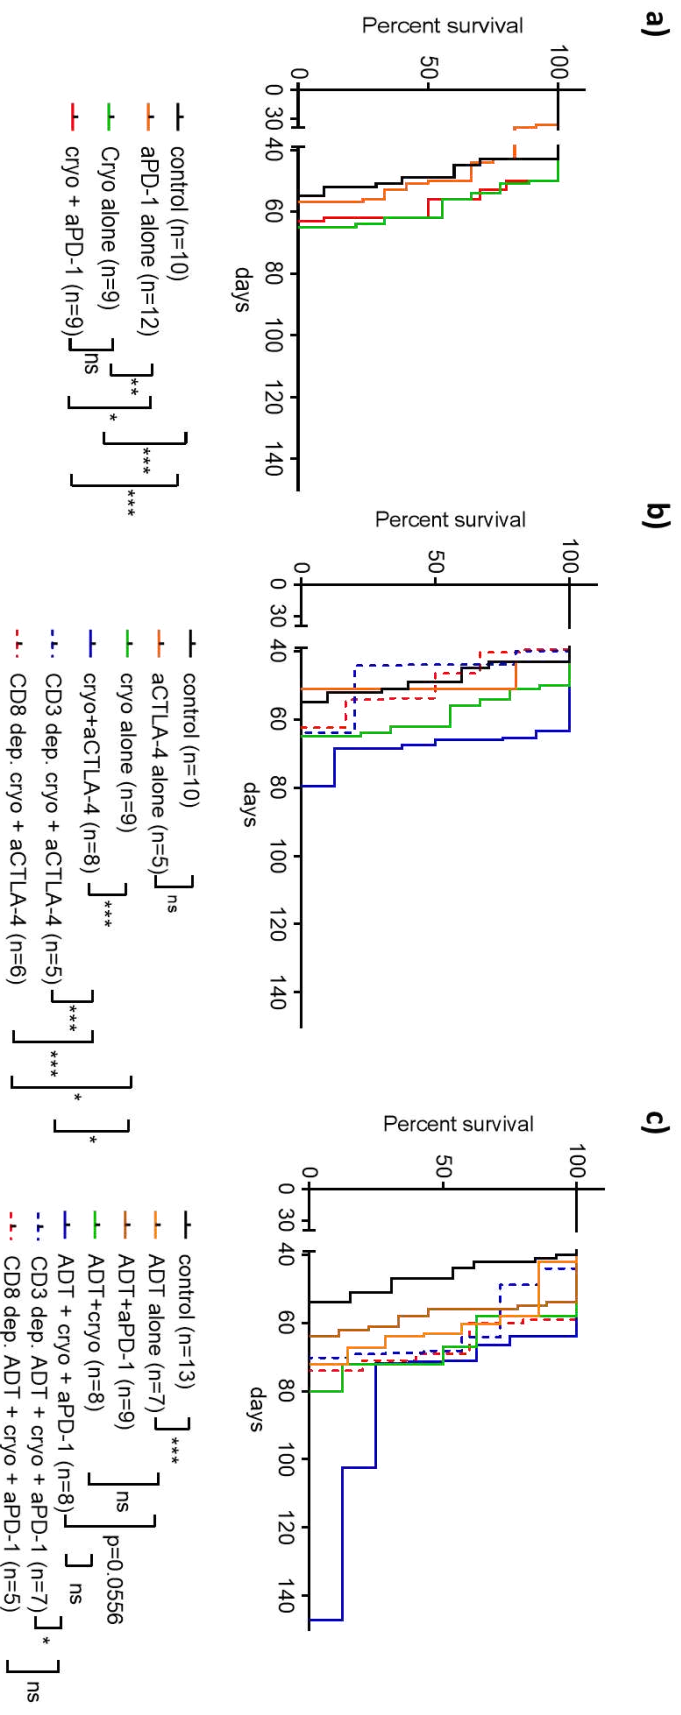 a)
Percent survival
100
50
0
0
30
40
60
80
100
120
140
days
control (n=10)
aPD-1 alone (n=12)
Cryo alone (n=9)
cryo + aPD-1 (n=9)
ns
**
*
***
***
b)
Percent survival
100
50
0
0
30
40
60
80
100
120
140
days
control (n=10)
aCTLA-4 alone (n=5)
cryo alone (n=9)
cryo+aCTLA-4 (n=8)
CD3 dep. cryo + aCTLA-4 (n=5)
CD8 dep. cryo + aCTLA-4 (n=6)
ns
***
***
***
*
*
c)
Percent survival
100
50
0
0
30
40
60
80
100
120
140
days
control (n=13)
ADT alone (n=7)
ADT+aPD-1 (n=9)
ADT+cryo (n=8)
ADT + cryo + aPD-1 (n=8)
CD3 dep. ADT + cryo + aPD-1 (n=7)
CD8 dep. ADT + cryo + aPD-1 (n=5)
***
ns
p=0.0556
ns
*
ns